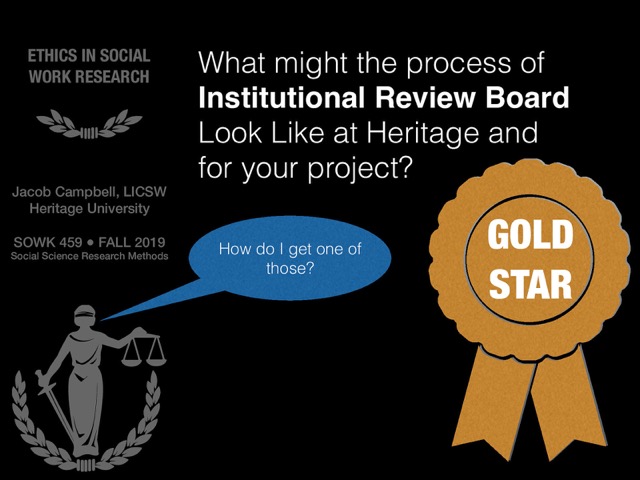 ETHICS IN SOCIAL
WORK RESEARCH
Jacob Campbell, LICSW
Heritage University
SOWK 459 ● FALL 2019
Social Science Research Methods
What might the process of
Institutional Review Board
Look Like at Heritage and
for your project?
How do I get one of
those?
GOLD
STAR